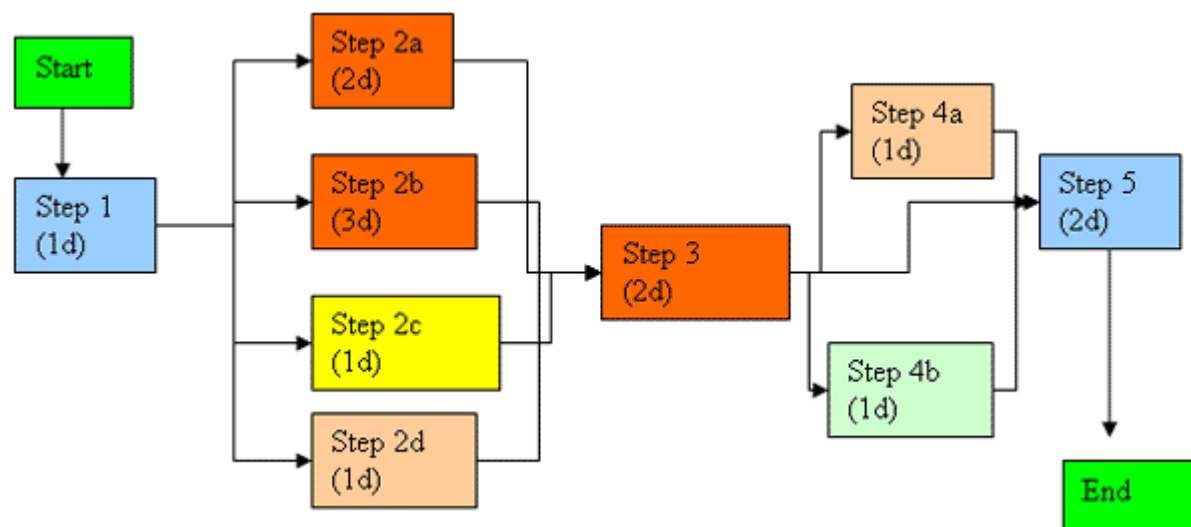 Start
Step 1
(1d)
Step 2a
(2d)
Step 2b
(3d)
Step 2c
(1d)
Step 2d
(1d)
Step 3
(2d)
Step 4a
(1d)
Step 4b
(1d)
Step 5
(2d)
End